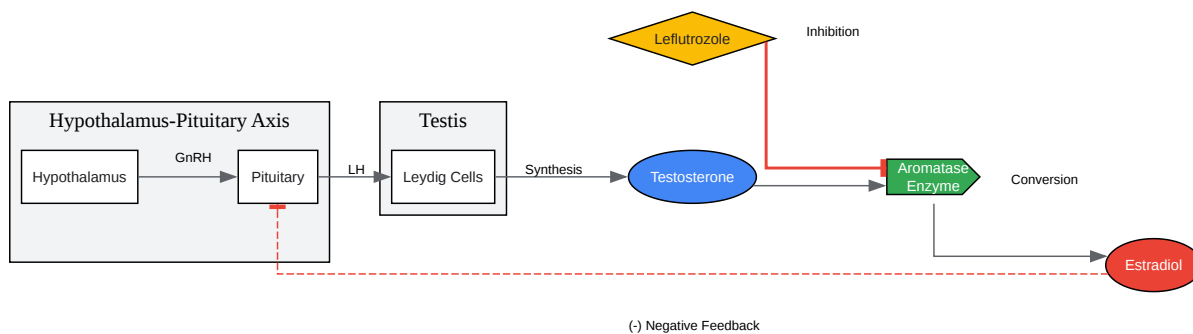 Leflutrozole
Inhibition
Hypothalamus-Pituitary Axis
Testis
GnRH
Hypothalamus
Pituitary
LH
Leydig Cells
Synthesis
Testosterone
Aromatase
Enzyme
Conversion
Estradiol
(-) Negative Feedback